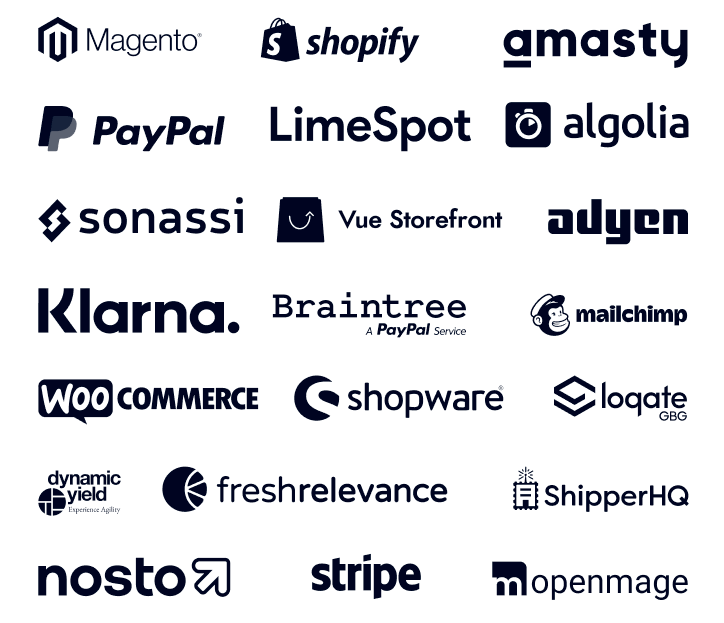 Magento®
shopify
amasty
PayPal
LimeSpot
algolia
sonassi
Vue Storefront
adyen
Klarna.
Braintree
A PayPal Service
mailchimp
WOO COMMERCE
shopware®
loqate
GBG
dynamic
yield
Experience Agility
freshrelevance
ShipperHQ
nosto
stripe
m openmage